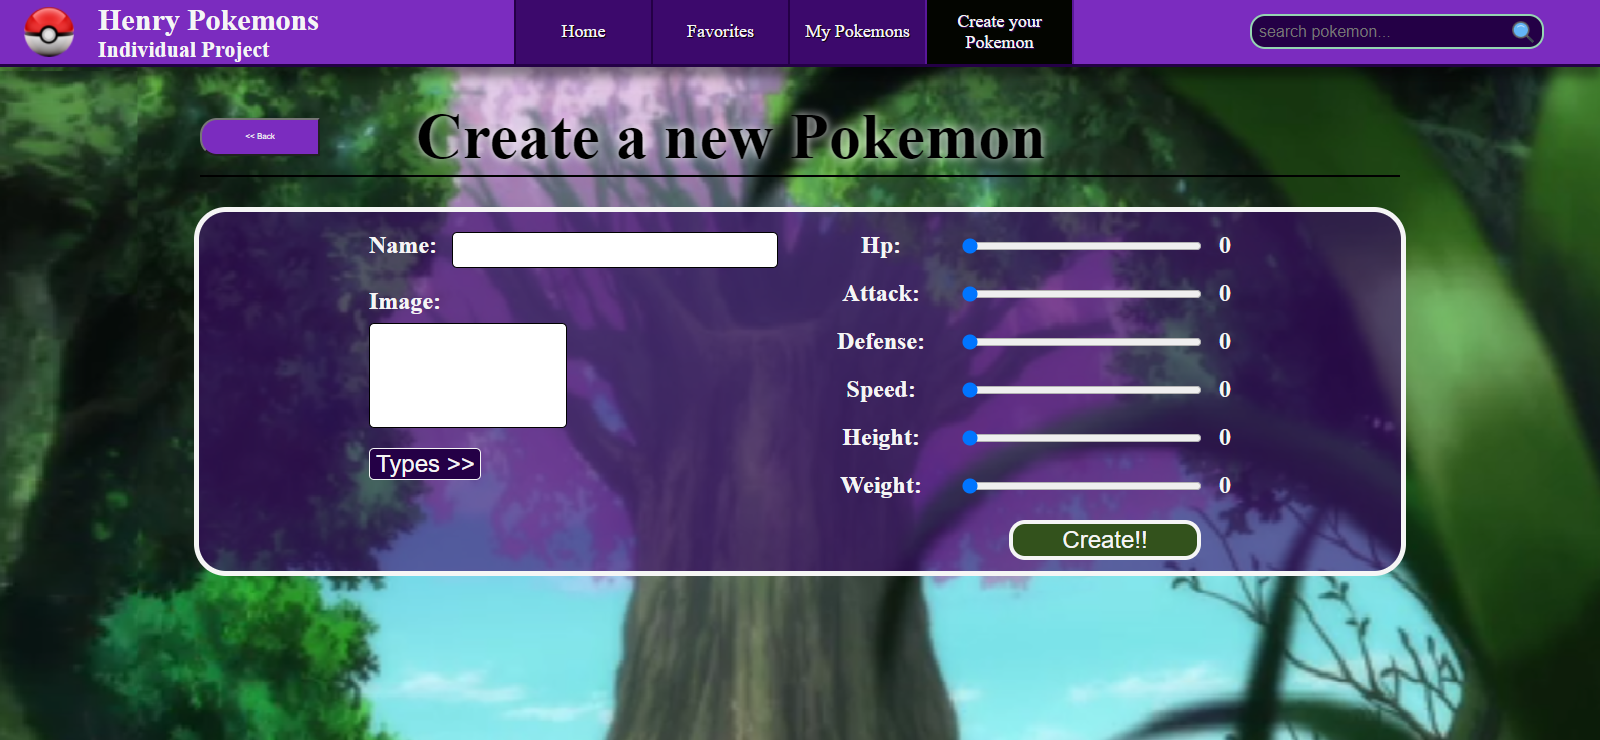 Henry Pokemons
Individual Project
Home
Favorites
My Pokemons
Create your
Pokemon
search pokemon...
<< Back
Create a new Pokemon
Name:
Image:
Types >>
Hp: 0
Attack: 0
Defense: 0
Speed: 0
Height: 0
Weight: 0
Create!!